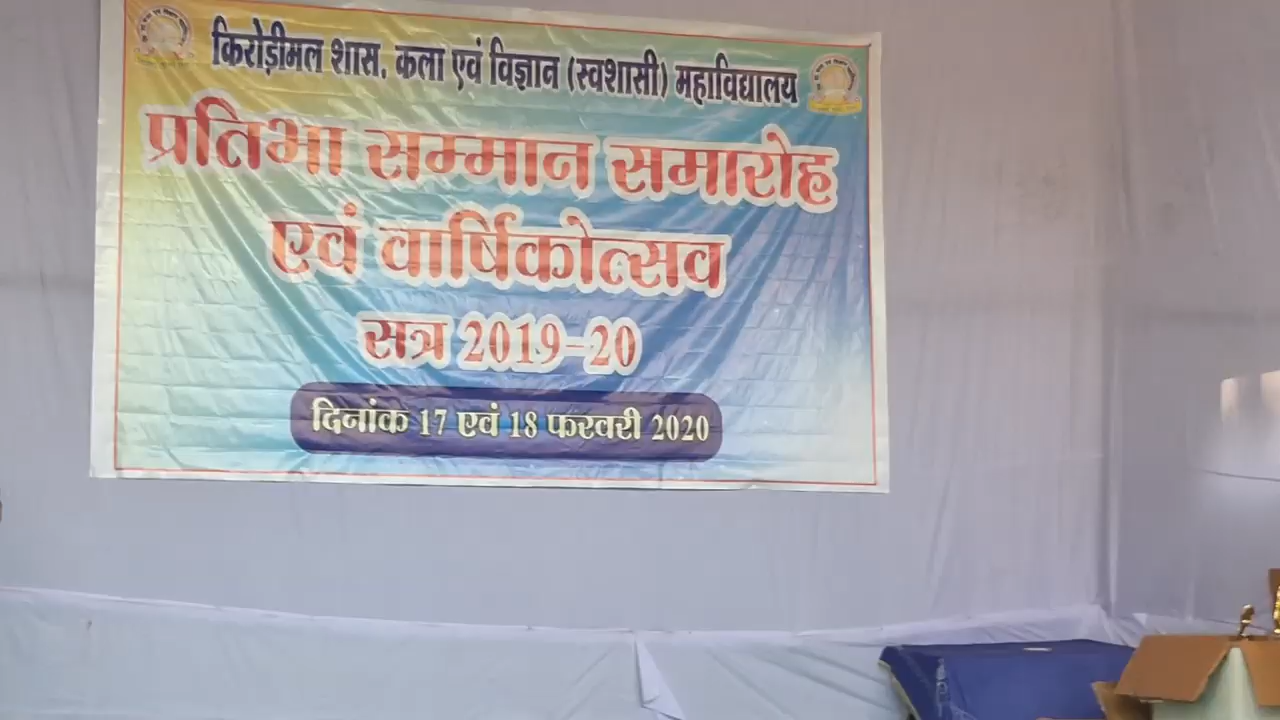 किरोड़ीमल शास. कला एवं विज्ञान (स्वशासी) महाविद्यालय
प्रतिभा सम्मान समारोह
एवं वार्षिकोत्सव
सत्र 2019-20
दिनांक 17 एवं 18 फरवरी 2020